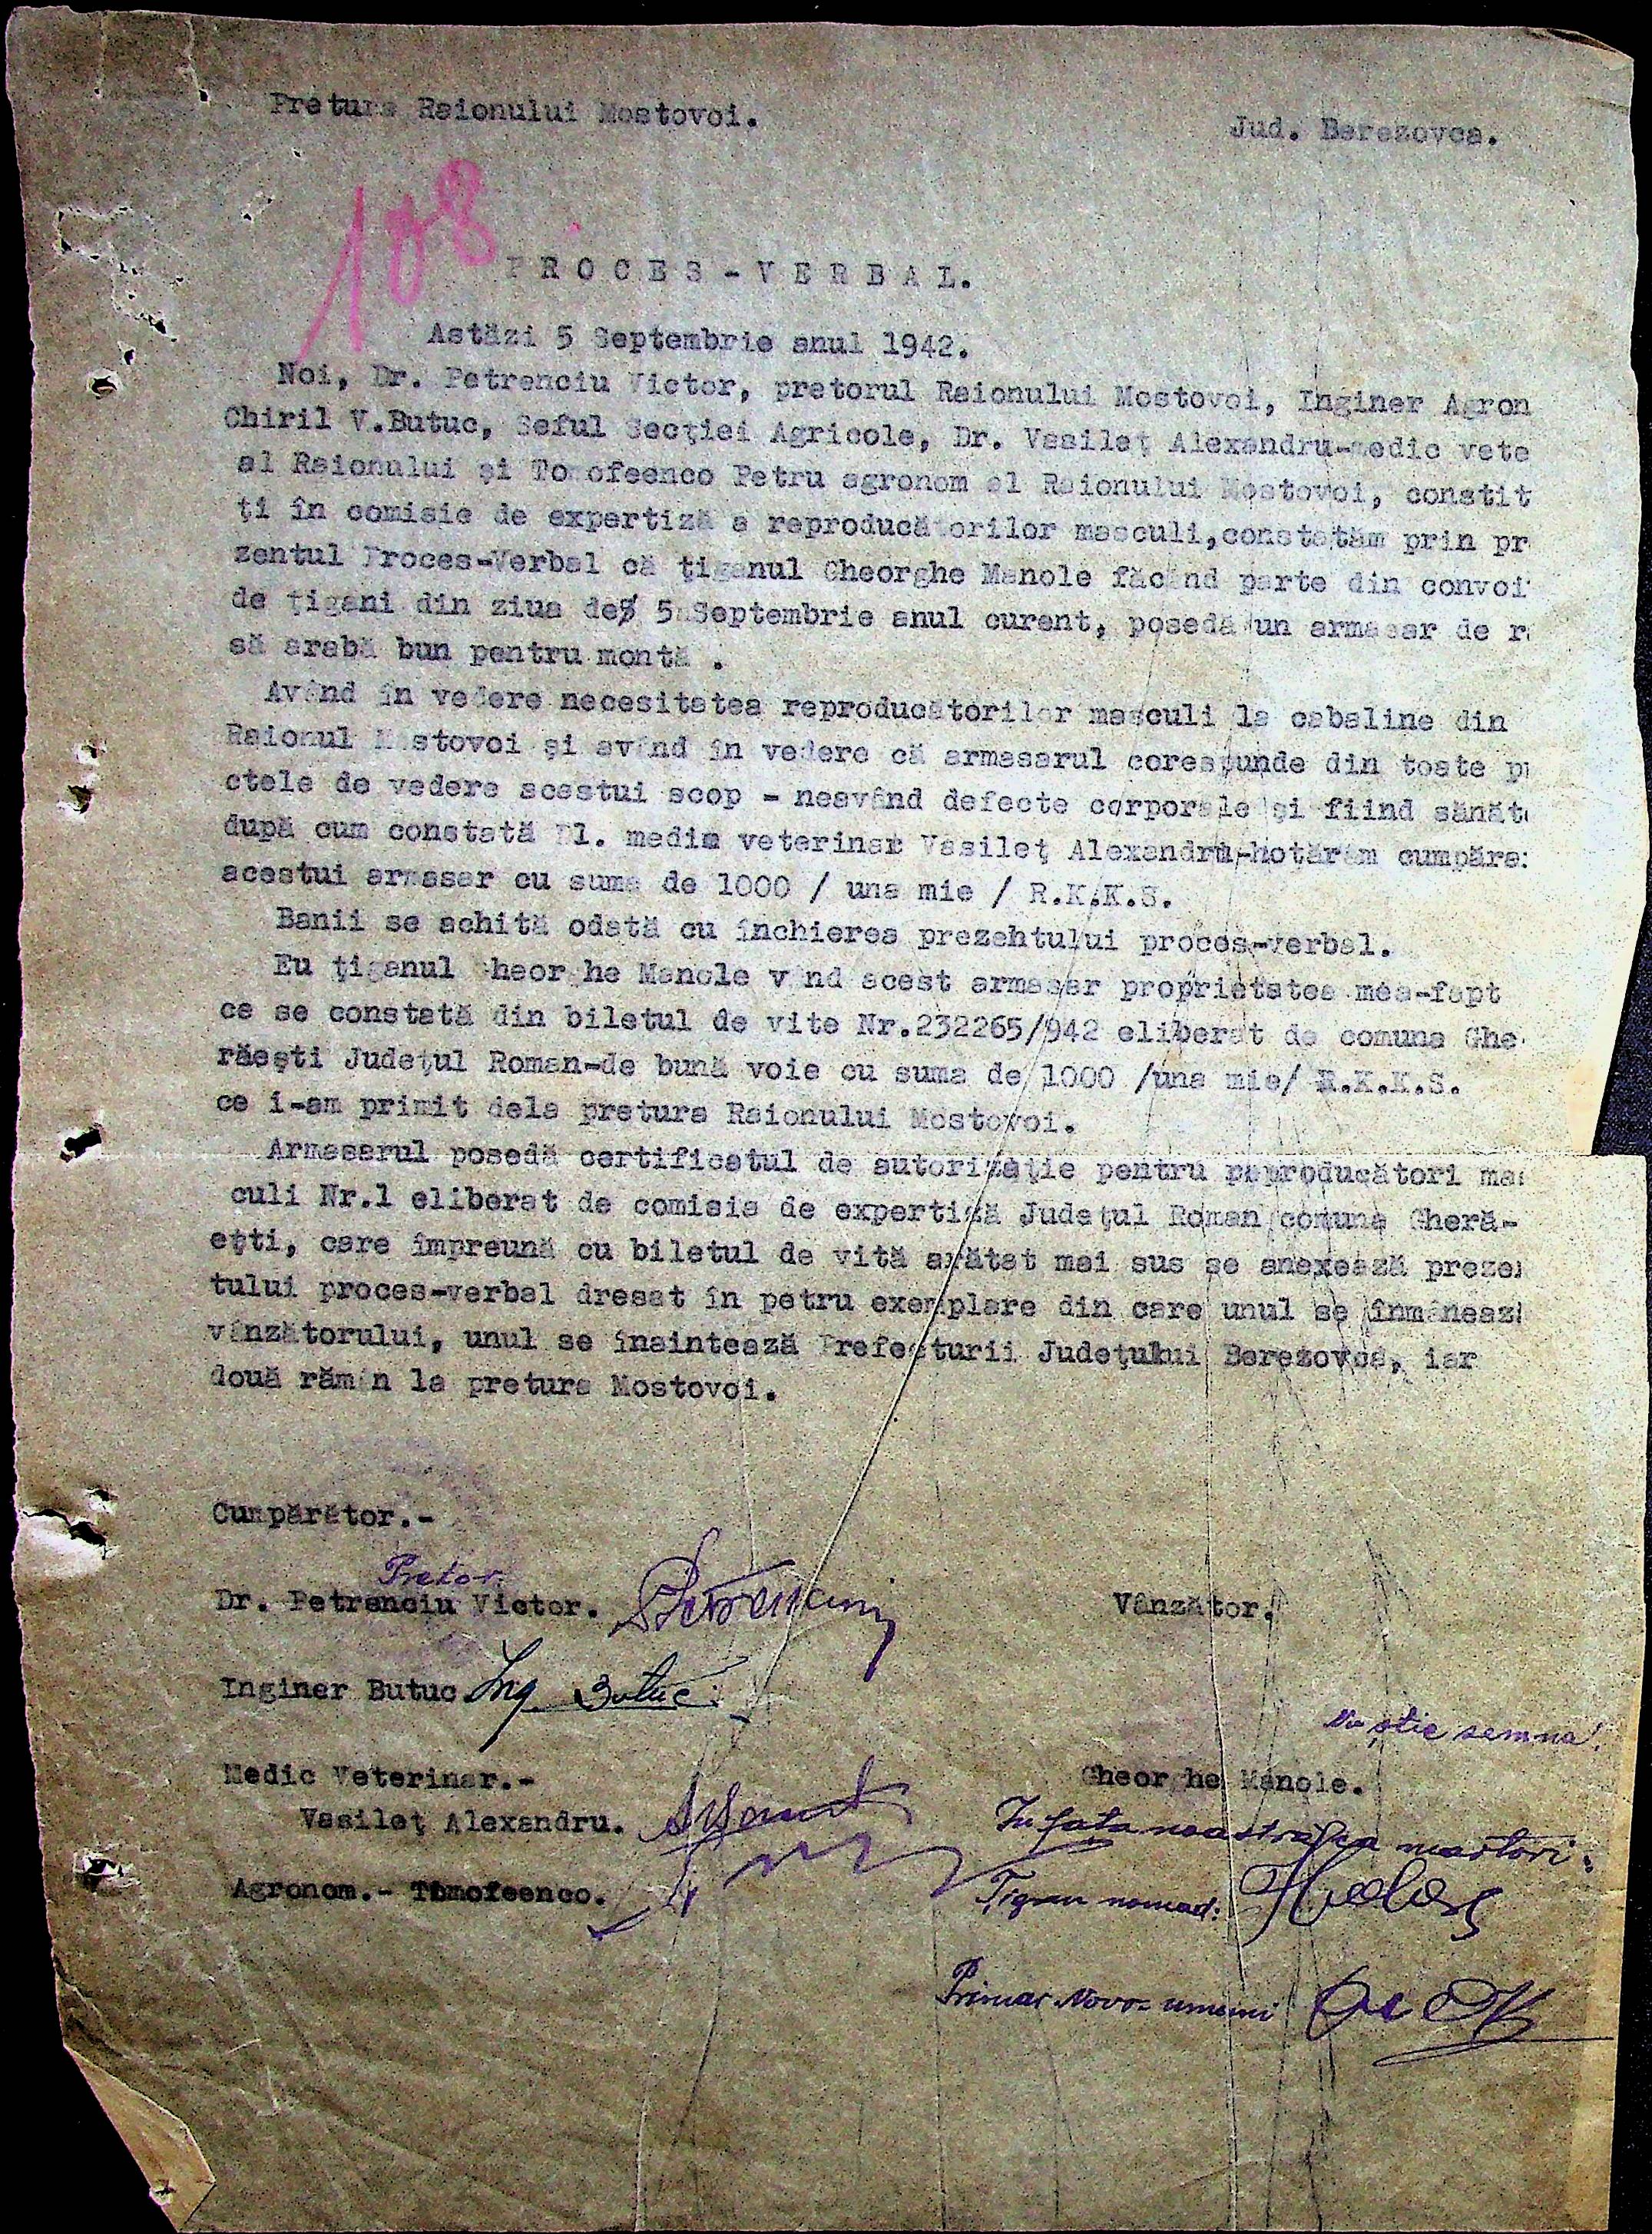 Pretura Raionului Mostovoi.
Jud. Berezovca.
108
PROCES-VERBAL.
Astăzi 5 Septembrie anul 1942.
Noi, Dr. Petrenciu Victor, pretorul Raionului Mostovoi, Inginer Agron
Chiril V.Butuc, Seful Secţiei Agricole, Dr. Vasileţ Alexandru-medic vete
al Raionului şi Tomofeenco Petru agronom al Raionului Mostovoi, constit
ţi în comisie de expertiză a reproducătorilor masculi,constatăm prin pr
zentul Proces-Verbal că ţiganul Gheorghe Manole făcând parte din convoi
de ţigani din ziua de 5 Septembrie anul curent, posedă un armasar de r
să arabă bun pentru montă .
Având în vedere necesitatea reproducătorilor masculi la cabaline din
Raionul Mostovoi şi având în vedere că armasarul corespunde din toate p
ctele de vedere acestui scop - neavând defecte corporale şi fiind sănăt
după cum constată Dl. medic veterinar Vasileţ Alexandru-hotărâm cumpăra
acestui armasar cu suma de 1000 / una mie / R.K.K.S.
Banii se achită odată cu închierea prezehtului proces-verbal.
Eu ţiganul Gheorghe Manole vând acest armasar proprietatea mea-fapt
ce se constată din biletul de vite Nr.232265/942 eliberat de comuna Ghe
răeşti Judeţul Roman-de bună voie cu suma de 1000 /una mie/ R.K.K.S.
ce i-am primit dela pretura Raionului Mostovoi.
Armasarul posedă certificatul de autorizaţie pentru reproducători mas
culi Nr.1 eliberat de comisia de expertiză Judeţul Roman comuna Gheră-
eşti, care împreună cu biletul de vită arătat mai sus se anexează prezen
tului proces-verbal dresat în patru exemplare din care unul se înmânează
vânzătorului, unul se înaintează Prefecturii Judeţului Berezovca, iar
două rămân la pretura Mostovoi.
Cumpărător.-
Pretor
Dr. Petrenciu Victor. Petrenciu
Vânzător.
Inginer Butuc. Ing. Butuc
Nu ştie semna!
Medic Veterinar.-
Gheorghe Manole.
Vasileţ Alexandru.
In faţa noastră ca martori:
Agronom.- Tomofeenco.
Ţigan nomad:
Primar Novo-